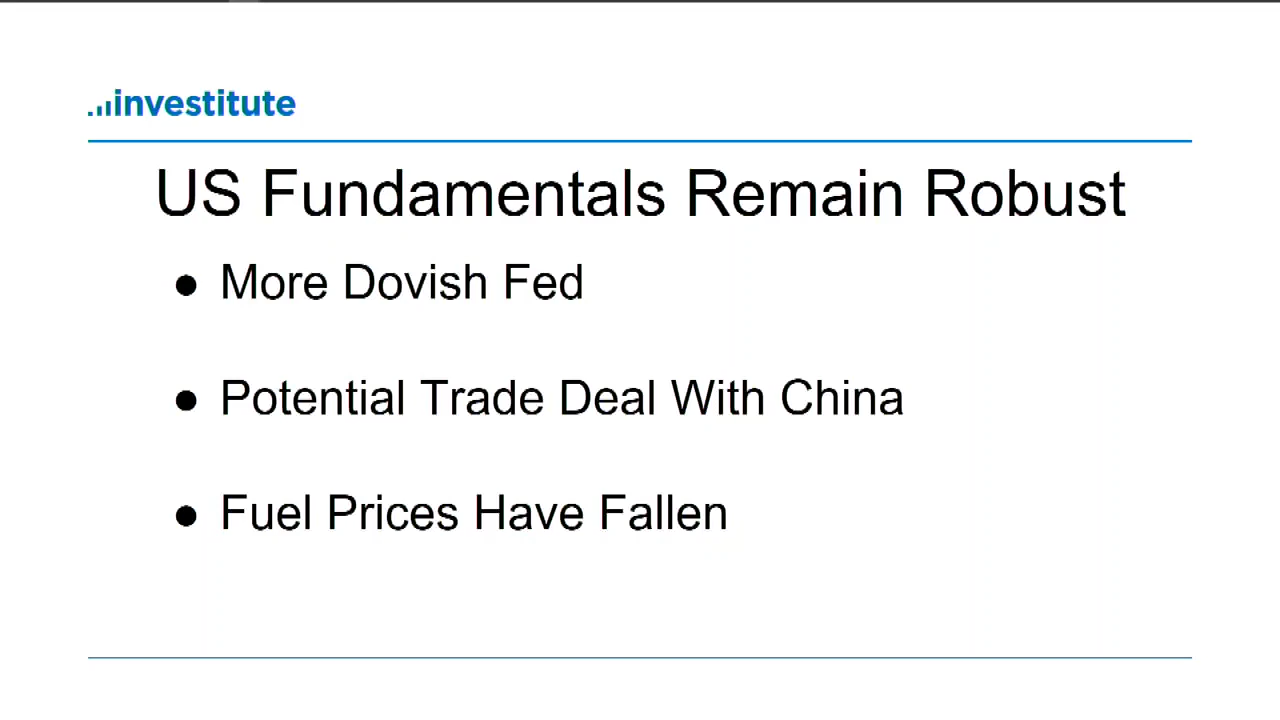 investitute
US Fundamentals Remain Robust
● More Dovish Fed
● Potential Trade Deal With China
● Fuel Prices Have Fallen